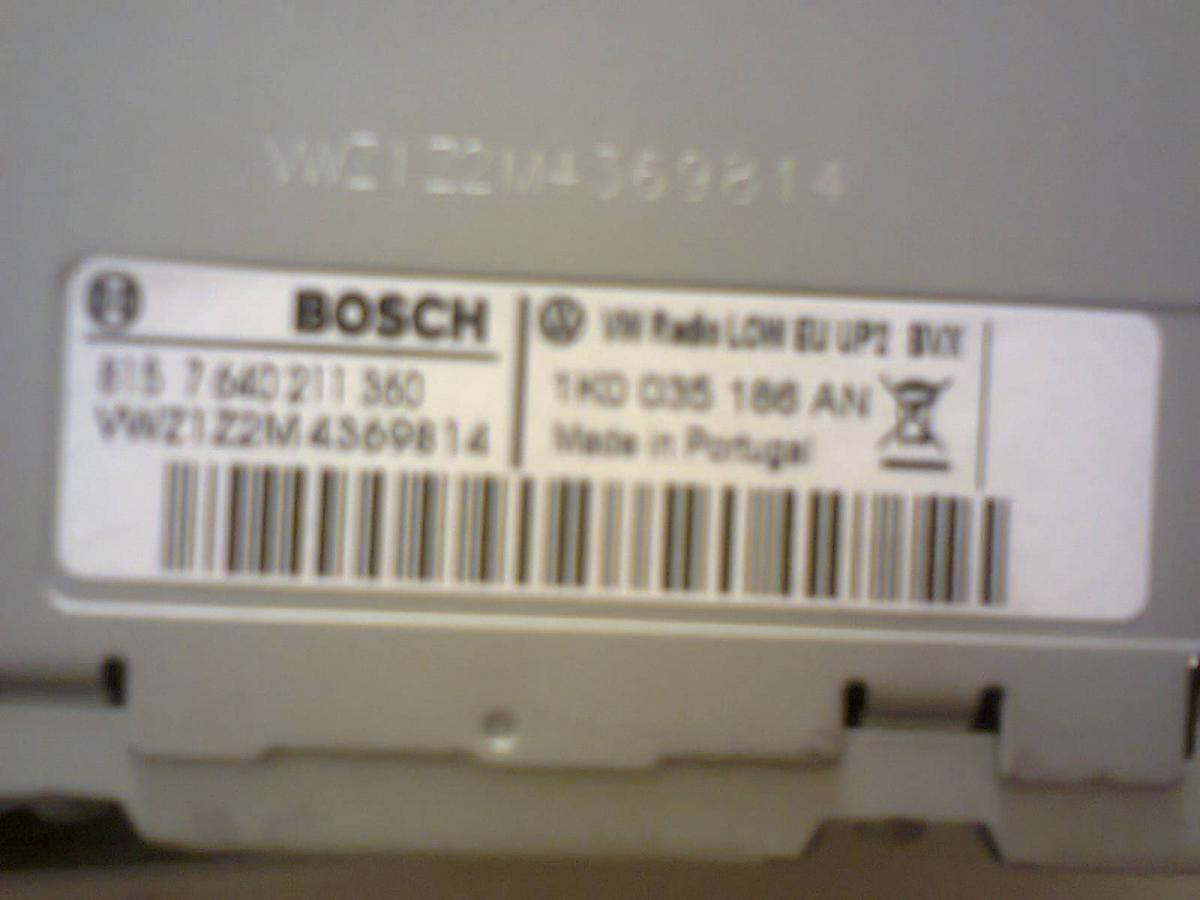 VWZ1Z2M4369814
BOSCH
815 7 640 211 360
VWZ1Z2M4369814
VW Radio LOW EU UP2 BVX
1K0 035 186 AN
Made in Portugal